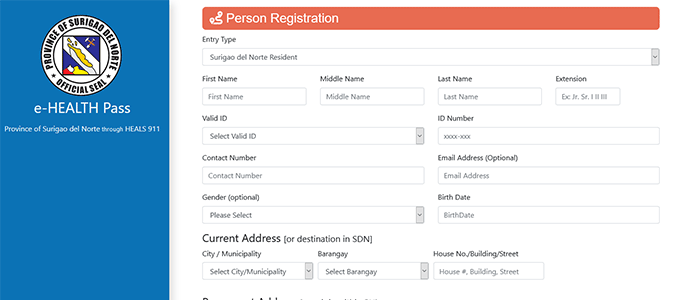 PROVINCE OF SURIGAO DEL NORTE
OFFICIAL SEAL
e-HEALTH Pass
Province of Surigao del Norte through HEALS 911
Person Registration
Entry Type
Surigao del Norte Resident
First Name Middle Name Last Name Extension
First Name Middle Name Last Name Ex: Jr. Sr. I II III
Valid ID ID Number
Select Valid ID xxxx-xxx
Contact Number Email Address (Optional)
Contact Number Email Address
Gender (optional) Birth Date
Please Select BirthDate
Current Address [or destination in SDN]
City / Municipality Barangay House No./Building/Street
Select City/Municipality Select Barangay House #, Building, Street